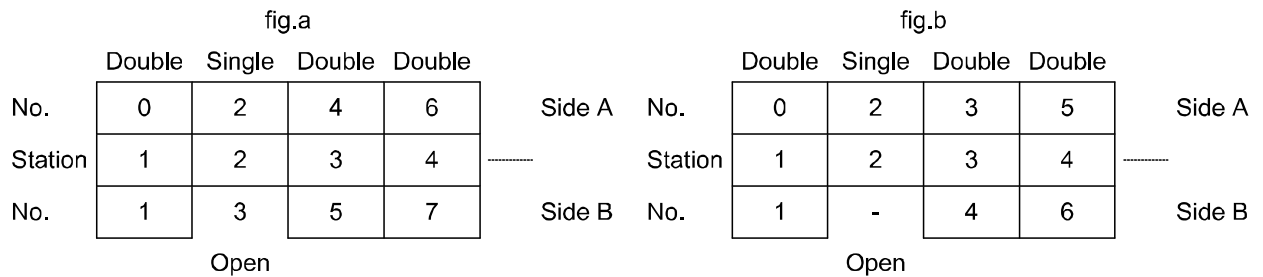 fig.a
Double Single Double Double
No. 0 2 4 6 Side A
Station 1 2 3 4
No. 1 3 5 7 Side B
Open
fig.b
Double Single Double Double
No. 0 2 3 5 Side A
Station 1 2 3 4
No. 1 - 4 6 Side B
Open